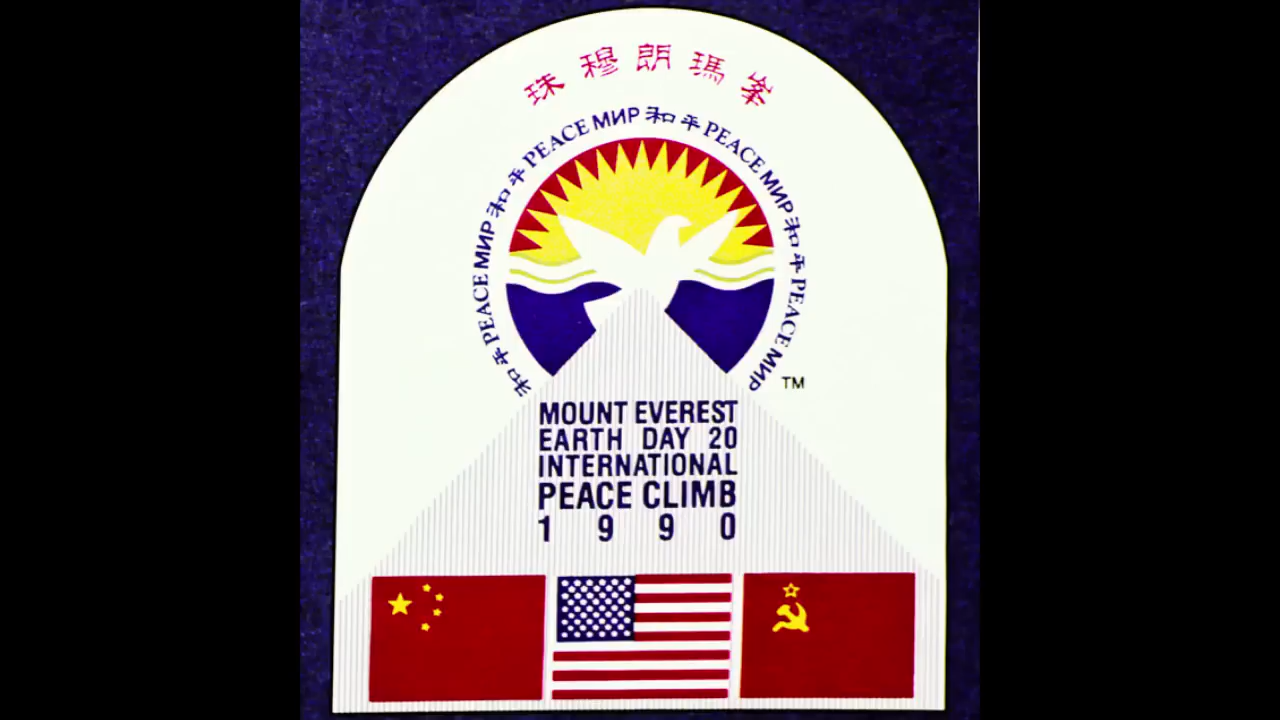 珠穆朗瑪峯
和平 PEACE МИР 和平 PEACE МИР 和平 PEACE МИР 和平 PEACE МИР
TM
MOUNT EVEREST
EARTH DAY 20
INTERNATIONAL
PEACE CLIMB
1990